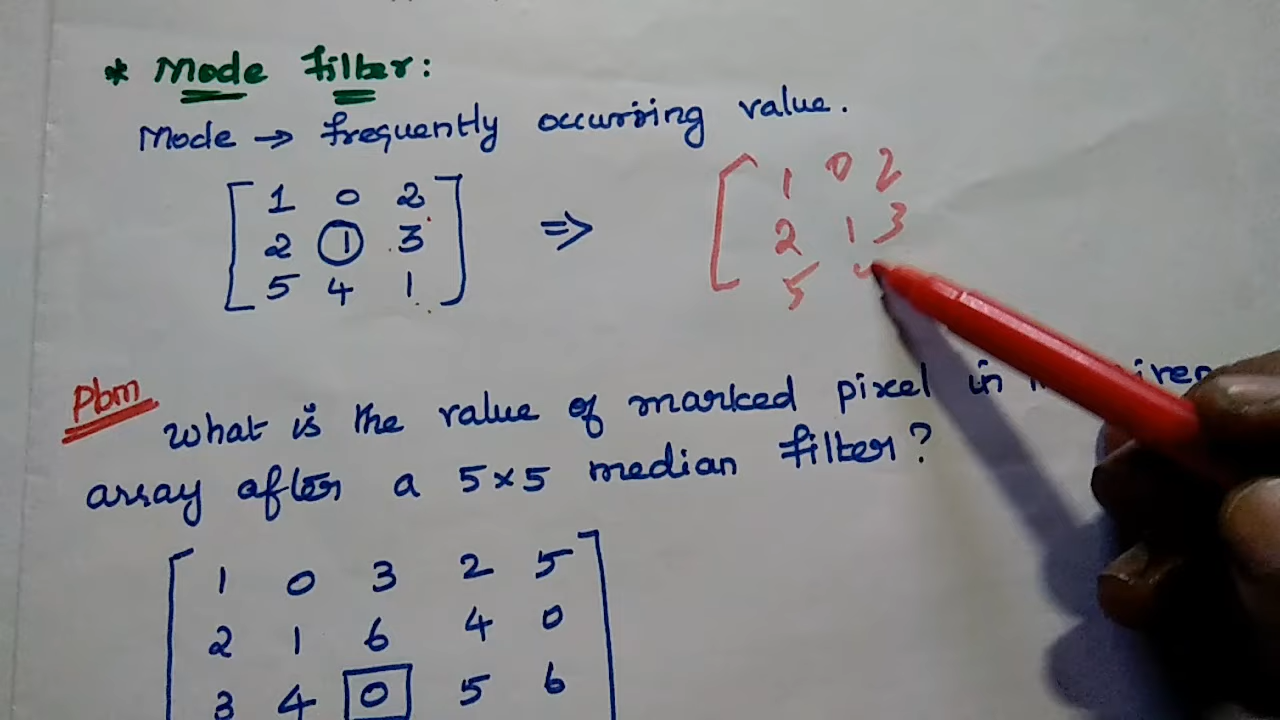 * Mode Filter:
Mode → frequently occurring value.
1 0 2
2 1 3
5 4 1
⇒
1 0 2
2 1 3
5
Pbm
What is the value of marked pixel in
array after a 5×5 median filter?
1 0 3 2 5
2 1 6 4 0
3 4 0 5 6